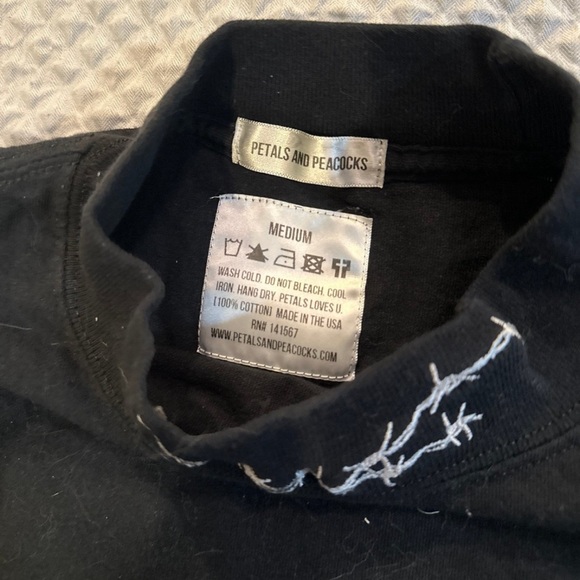 PETALS AND PEACOCKS
MEDIUM
WASH COLD. DO NOT BLEACH. COOL
IRON. HANG DRY. PETALS LOVES U.
[100% COTTON] MADE IN THE USA
RN# 141567
WWW.PETALSANDPEACOCKS.COM